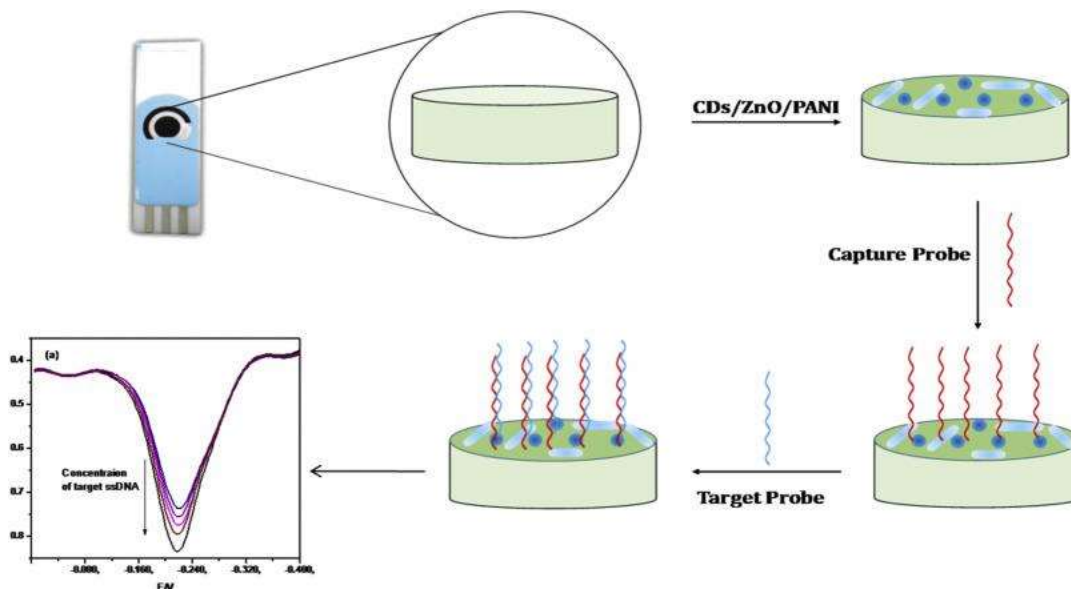 CDs/ZnO/PANI
Capture Probe
Target Probe
(a)
0.4
0.5
0.6
0.7
0.8
Concentraion
of target ssDNA
-0.080,
-0.160,
-0.240,
-0.320,
-0.400,
E/V